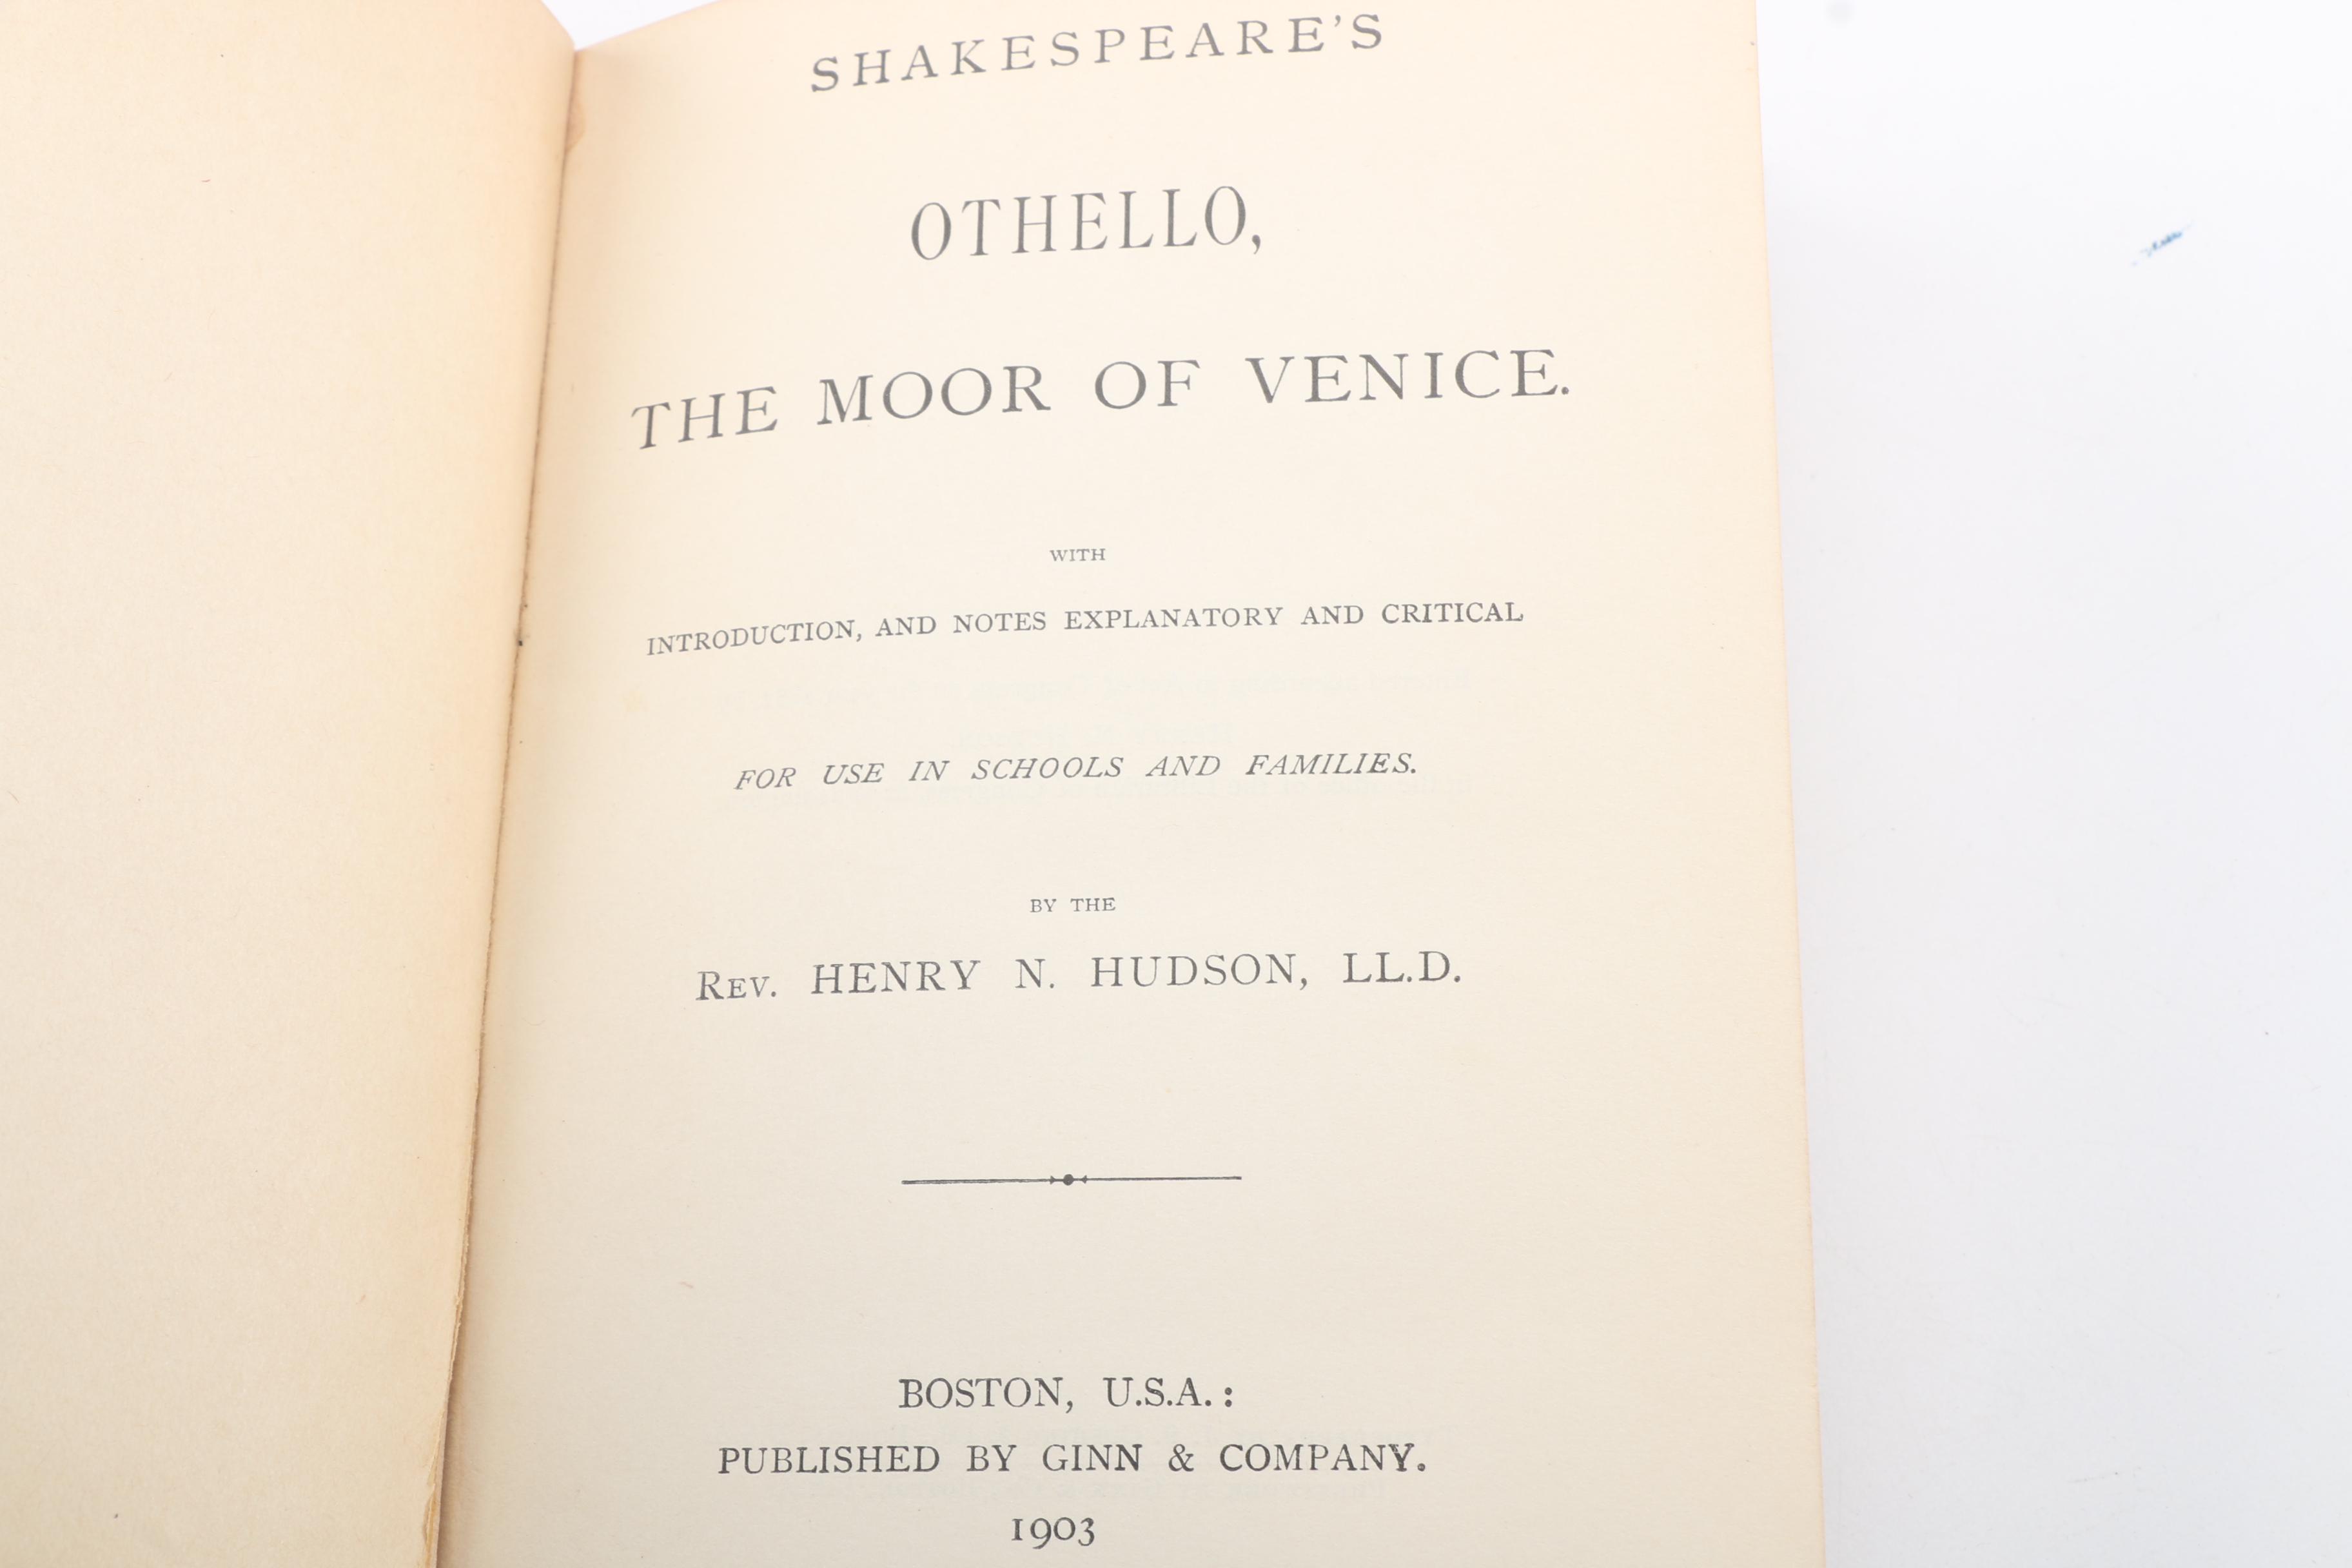 SHAKESPEARE'S
OTHELLO,
THE MOOR OF VENICE.
WITH
INTRODUCTION, AND NOTES EXPLANATORY AND CRITICAL
FOR USE IN SCHOOLS AND FAMILIES.
BY THE
REV. HENRY N. HUDSON, LL.D.
BOSTON, U.S.A.:
PUBLISHED BY GINN & COMPANY.
1903